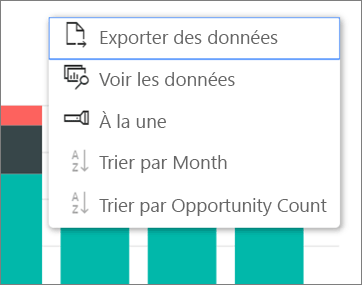 Exporter des données
Voir les données
À la une
Trier par Month
Trier par Opportunity Count